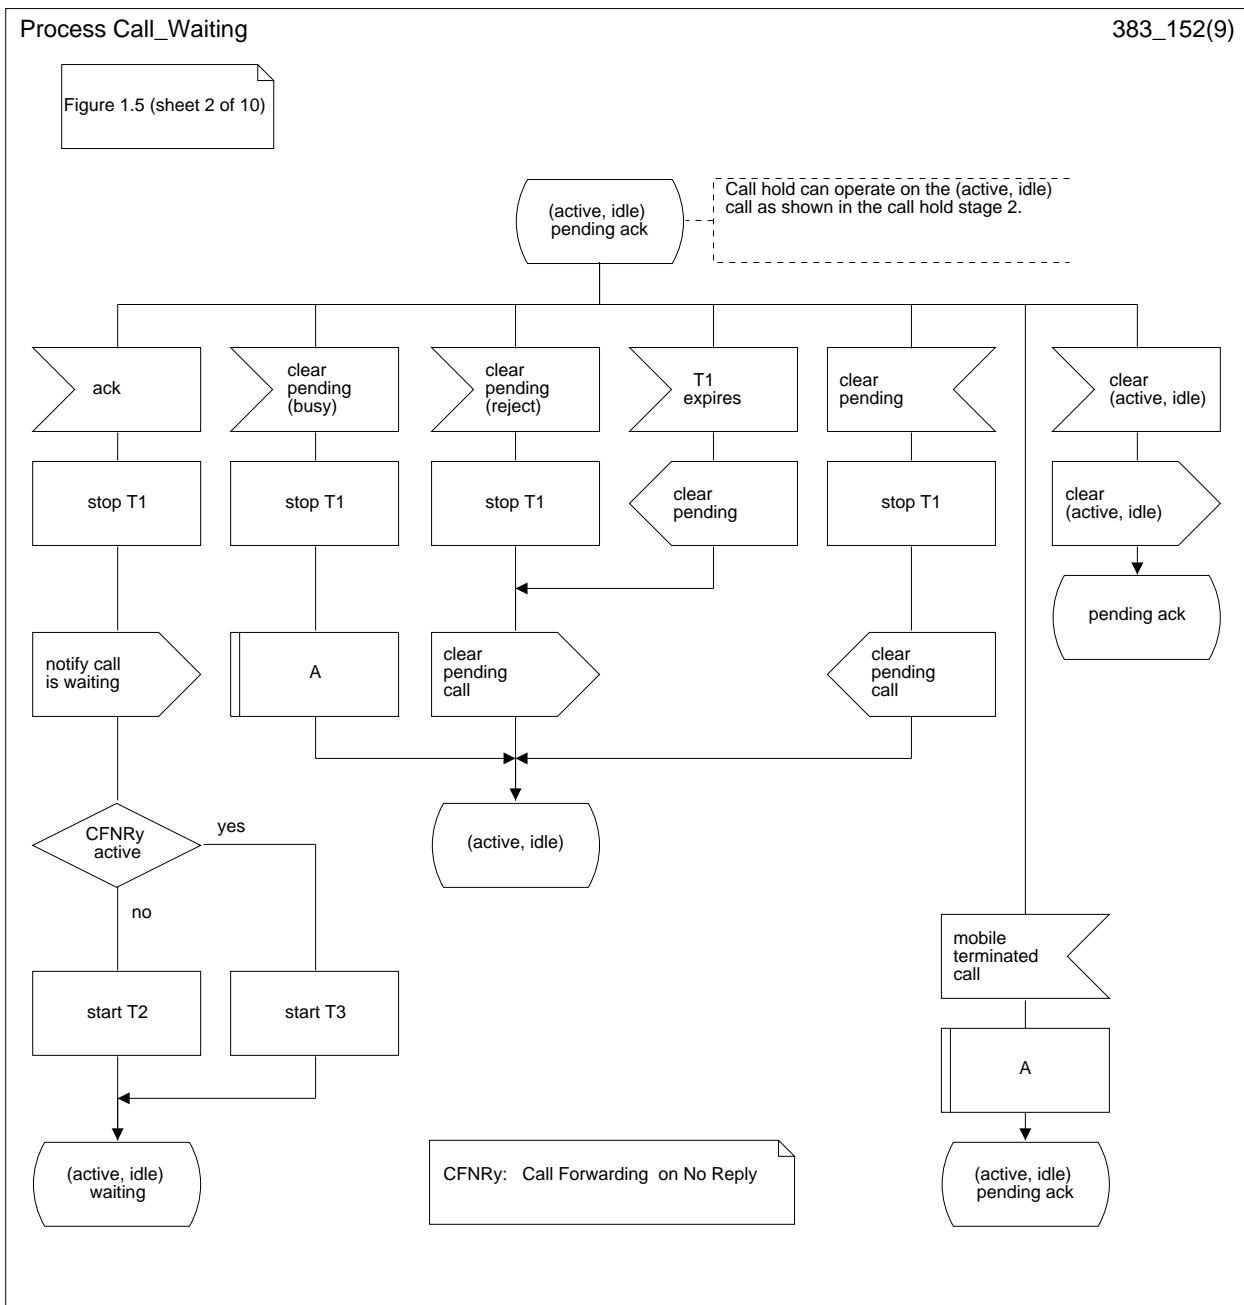 Process Call_Waiting
383_152(9)
Figure 1.5 (sheet 2 of 10)
(active, idle)
pending ack
Call hold can operate on the (active, idle)
call as shown in the call hold stage 2.
ack
clear
pending
(busy)
clear
pending
(reject)
T1
expires
clear
pending
clear
(active, idle)
stop T1
stop T1
stop T1
clear
pending
stop T1
clear
(active, idle)
pending ack
notify call
is waiting
A
clear
pending
call
clear
pending
call
CFNRy
active
yes
no
(active, idle)
mobile
terminated
call
start T2
start T3
A
(active, idle)
waiting
CFNRy:   Call Forwarding  on No Reply
(active, idle)
pending ack